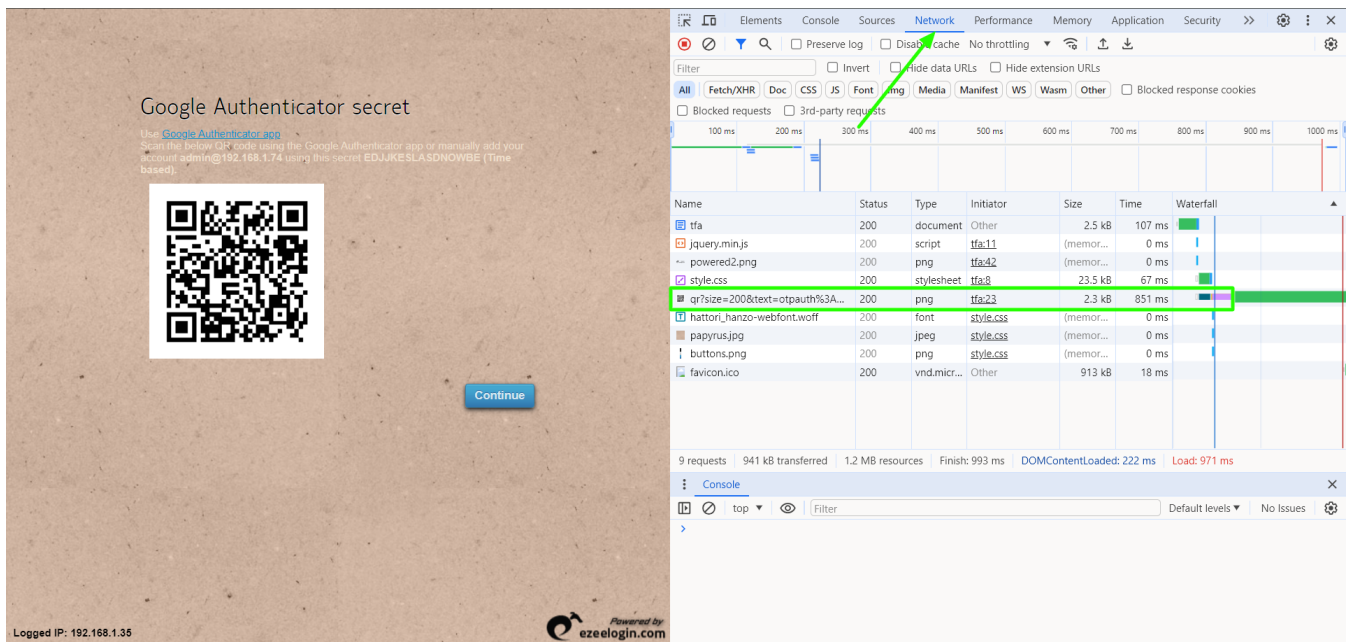 Google Authenticator secret
Use Google Authenticator app
Scan the below QR code using the Google Authenticator app or manually add your
account admin@192.168.1.74 using this secret EDJJKESLASDNOWBE (Time
based).
Continue
Logged IP: 192.168.1.35
Powered by
ezeelogin.com
Elements Console Sources Network Performance Memory Application Security
Preserve log Disable cache No throttling
Filter Invert Hide data URLs Hide extension URLs
All Fetch/XHR Doc CSS JS Font Img Media Manifest WS Wasm Other Blocked response cookies
Blocked requests 3rd-party requests
100 ms 200 ms 300 ms 400 ms 500 ms 600 ms 700 ms 800 ms 900 ms 1000 ms
Name Status Type Initiator Size Time Waterfall
tfa 200 document Other 2.5 kB 107 ms
jquery.min.js 200 script tfa:11 (memor... 0 ms
powered2.png 200 png tfa:42 (memor... 0 ms
style.css 200 stylesheet tfa:8 23.5 kB 67 ms
qr?size=200&text=otpauth%3A... 200 png tfa:23 2.3 kB 851 ms
hattori_hanzo-webfont.woff 200 font style.css (memor... 0 ms
papyrus.jpg 200 jpeg style.css (memor... 0 ms
buttons.png 200 png style.css (memor... 0 ms
favicon.ico 200 vnd.micr... Other 913 kB 18 ms
9 requests 941 kB transferred 1.2 MB resources Finish: 993 ms DOMContentLoaded: 222 ms Load: 971 ms
Console
top Filter Default levels No Issues